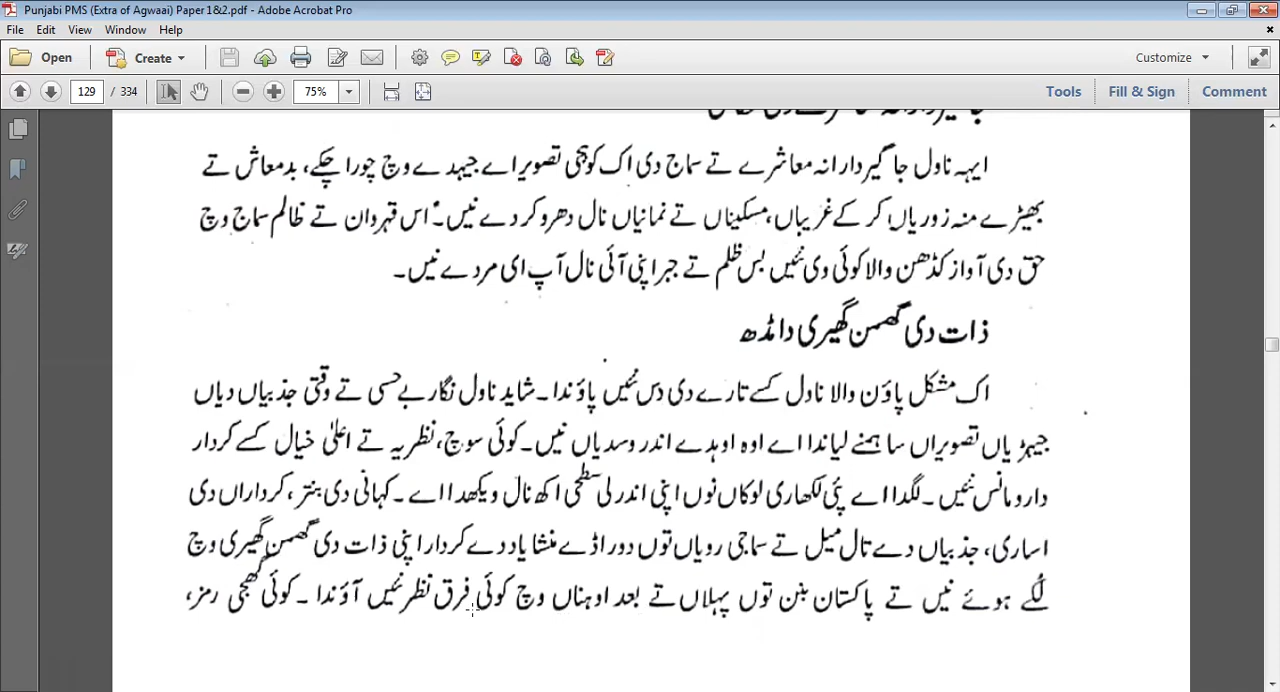 Punjabi PMS (Extra of Agwaai) Paper 1&2.pdf - Adobe Acrobat Pro
File Edit View Window Help
Open Create Customize
129 / 334 75% Tools Fill & Sign Comment
ایہہ ناول جاگیردارانہ معاشرے تے سماج دی اک کوجھی تصویر اے جیہدے وچ چور اچکے، بدمعاش تے
بھیڑے منہ زوریاں کر کے غریباں، مسکیناں تے نمانیاں نال دھرو کردے نیں۔ اس قہروان تے ظالم سماج وچ
حق دی آواز کڈھن والا کوئی وی نئیں بس ظلم تے جبر اپنی آئی نال آپ ای مردے نیں۔
ذات دی گھمن گھیری دا مڈھ
اک مشکل پاؤن والا ناول کسے تارے دی دس نئیں پاؤندا۔ شاید ناول نگار بے حسی تے وقتی جذبیاں دیاں
جیہڑیاں تصویراں ساہمنے لیاندا اے اوہ اوہدے اندر وسدیاں نیں۔ کوئی سوچ، نظریہ تے اعلیٰ خیال کسے کردار
دا رومانس نئیں۔ لگدا اے پئی لکھاری لوکاں نوں اپنی اندرلی سطحی اکھ نال ویکھدا اے۔ کہانی دی بنتر، کرداراں دی
اساری، جذبیاں دے تال میل تے سماجی رویاں توں دور اڈے منشا یاد دے کردار اپنی ذات دی گھمن گھیری وچ
لگے ہوئے نیں تے پاکستان بنن توں پہلاں تے بعد اوہناں وچ کوئی فرق نظر نئیں آؤندا۔ کوئی گجھی رمز،